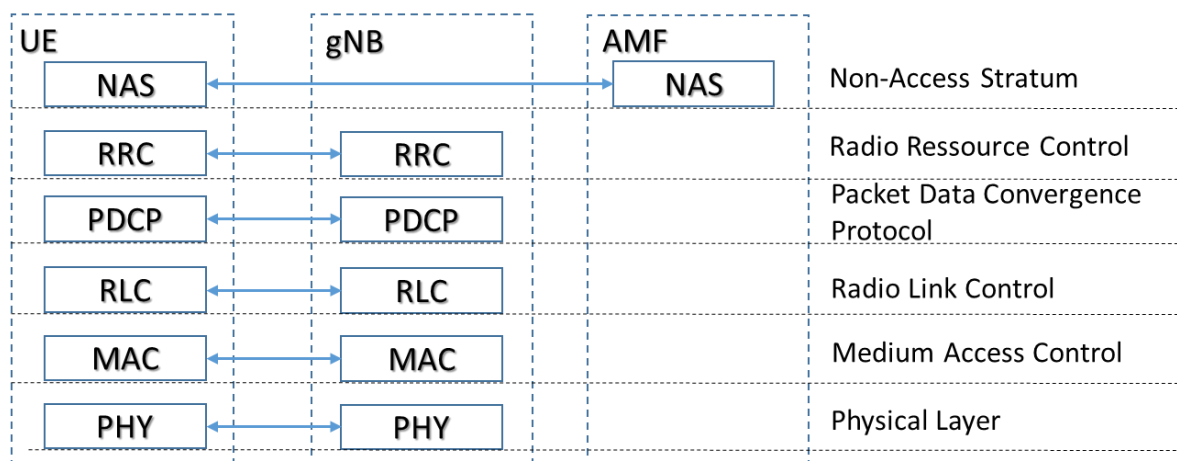 UE
gNB
AMF
NAS
NAS
Non-Access Stratum
RRC
RRC
Radio Ressource Control
PDCP
PDCP
Packet Data Convergence
Protocol
RLC
RLC
Radio Link Control
MAC
MAC
Medium Access Control
PHY
PHY
Physical Layer